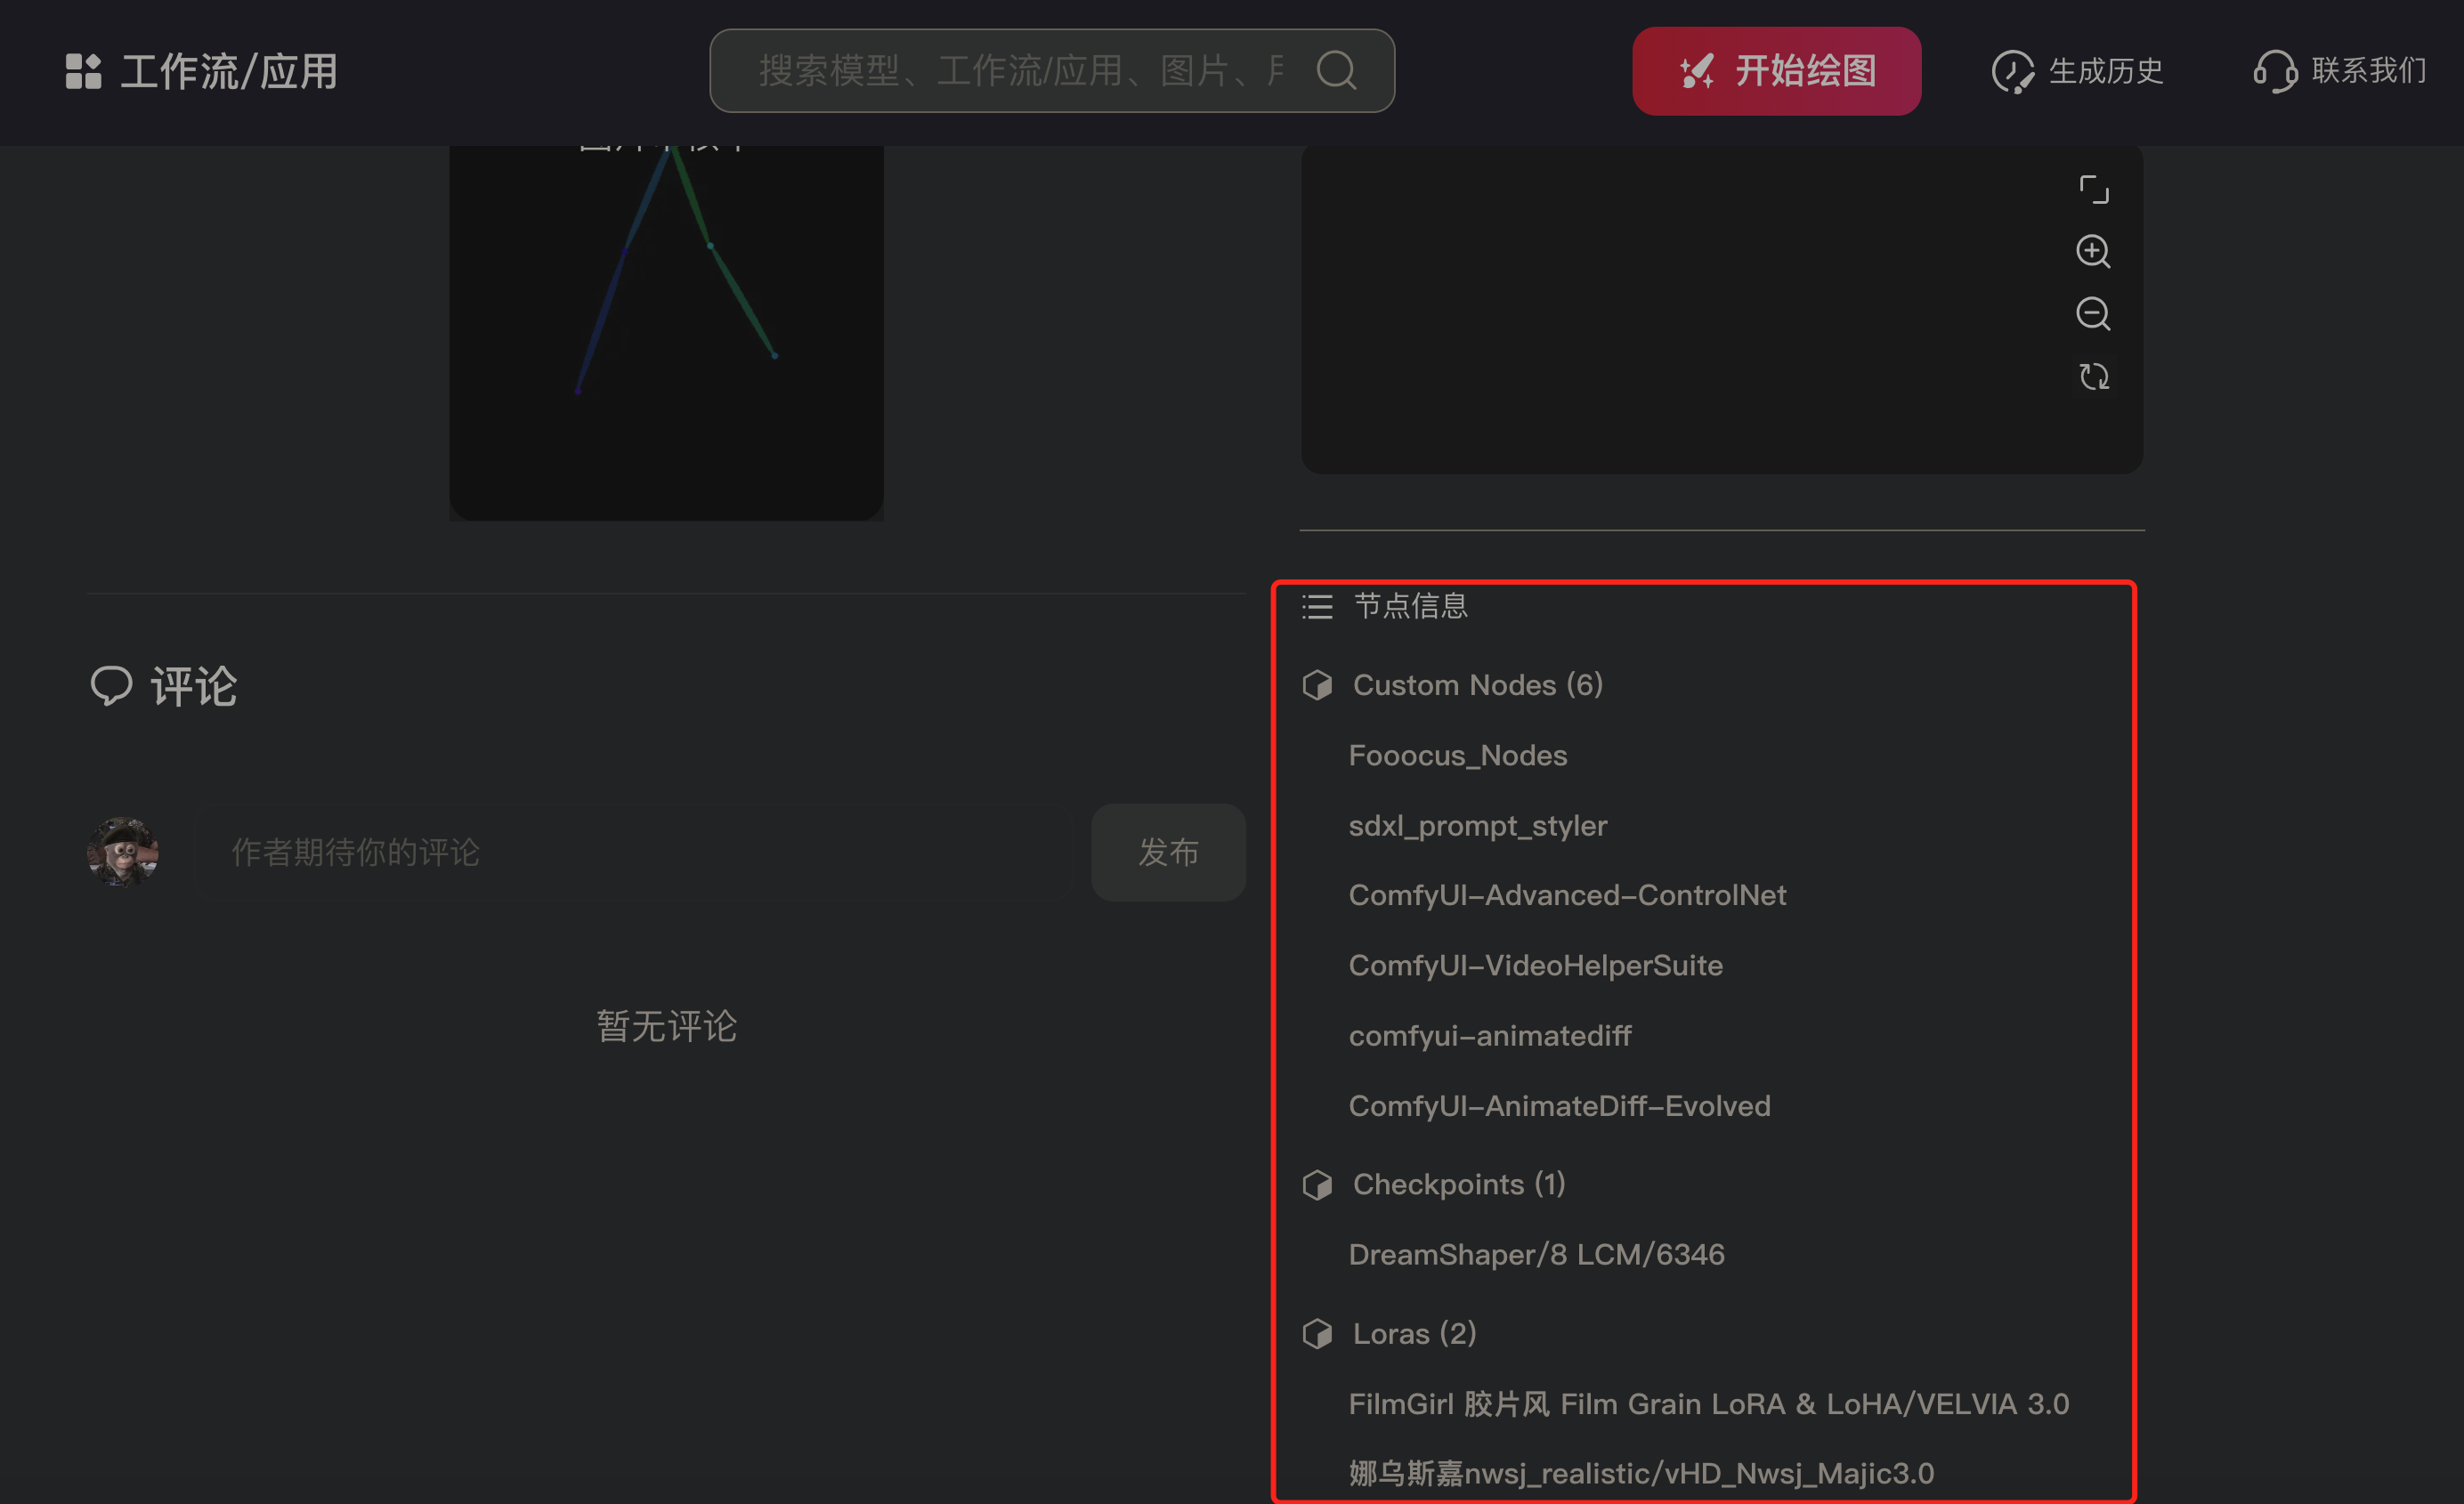 工作流/应用
搜索模型、工作流/应用、图片、
开始绘图
生成历史
联系我们
评论
作者期待你的评论
发布
暂无评论
节点信息
Custom Nodes (6)
Fooocus_Nodes
sdxl_prompt_styler
ComfyUI-Advanced-ControlNet
ComfyUI-VideoHelperSuite
comfyui-animatediff
ComfyUI-AnimateDiff-Evolved
Checkpoints (1)
DreamShaper/8 LCM/6346
Loras (2)
FilmGirl 胶片风 Film Grain LoRA & LoHA/VELVIA 3.0
娜乌斯嘉nwsj_realistic/vHD_Nwsj_Majic3.0